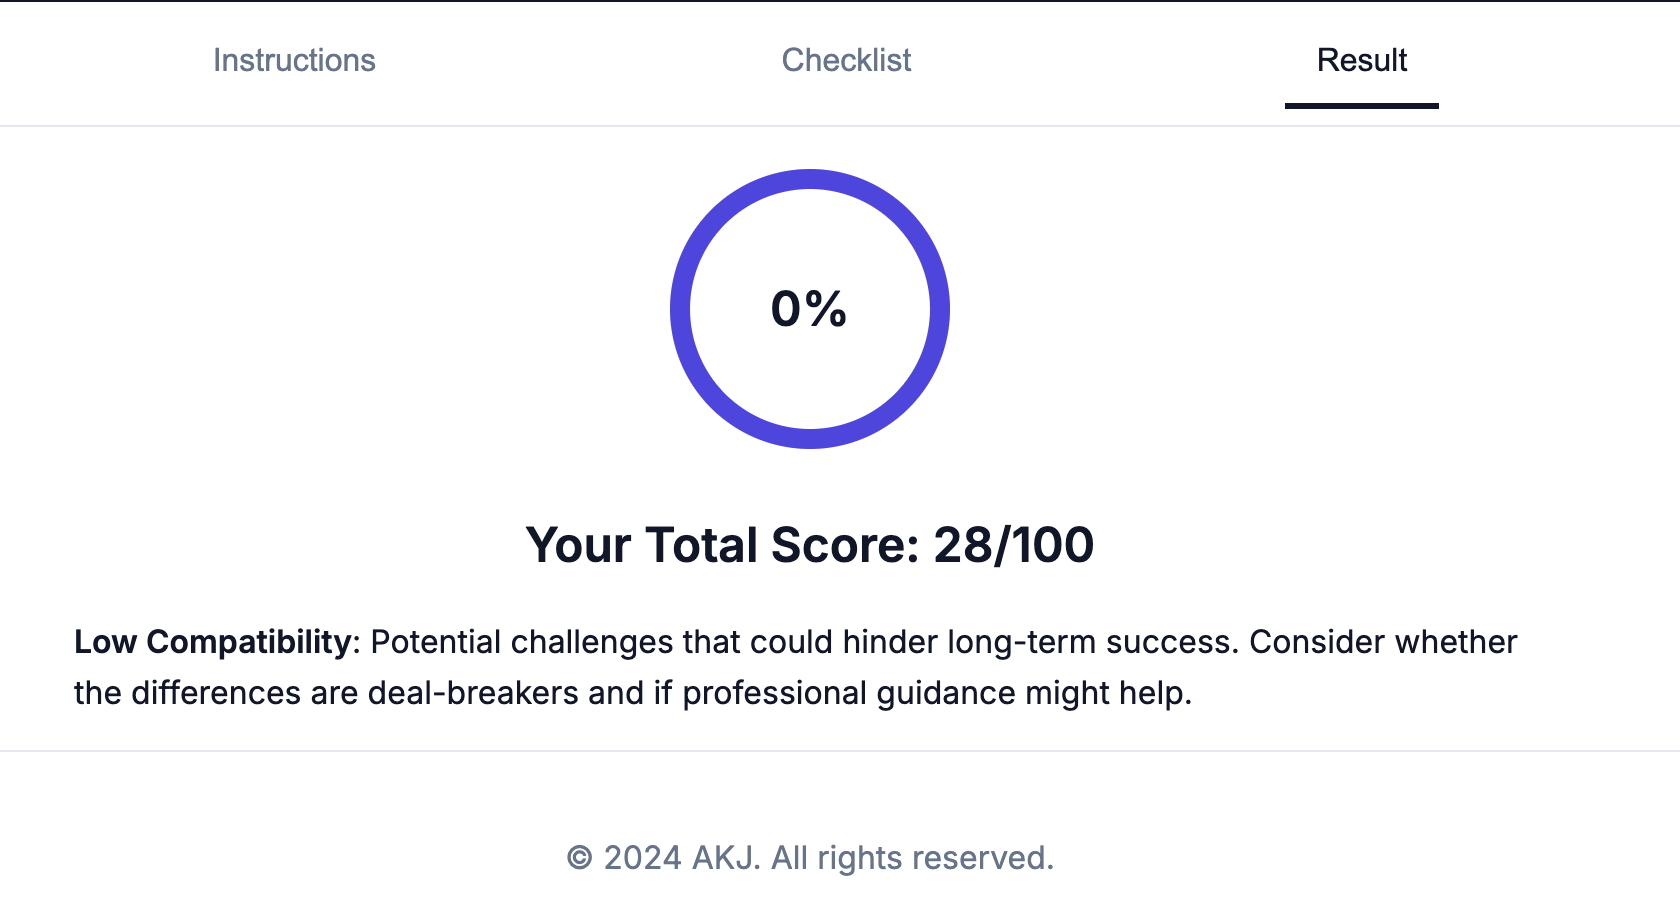 Instructions
Checklist
Result
0%
Your Total Score: 28/100
Low Compatibility: Potential challenges that could hinder long-term success. Consider whether
the differences are deal-breakers and if professional guidance might help.
© 2024 AKJ. All rights reserved.